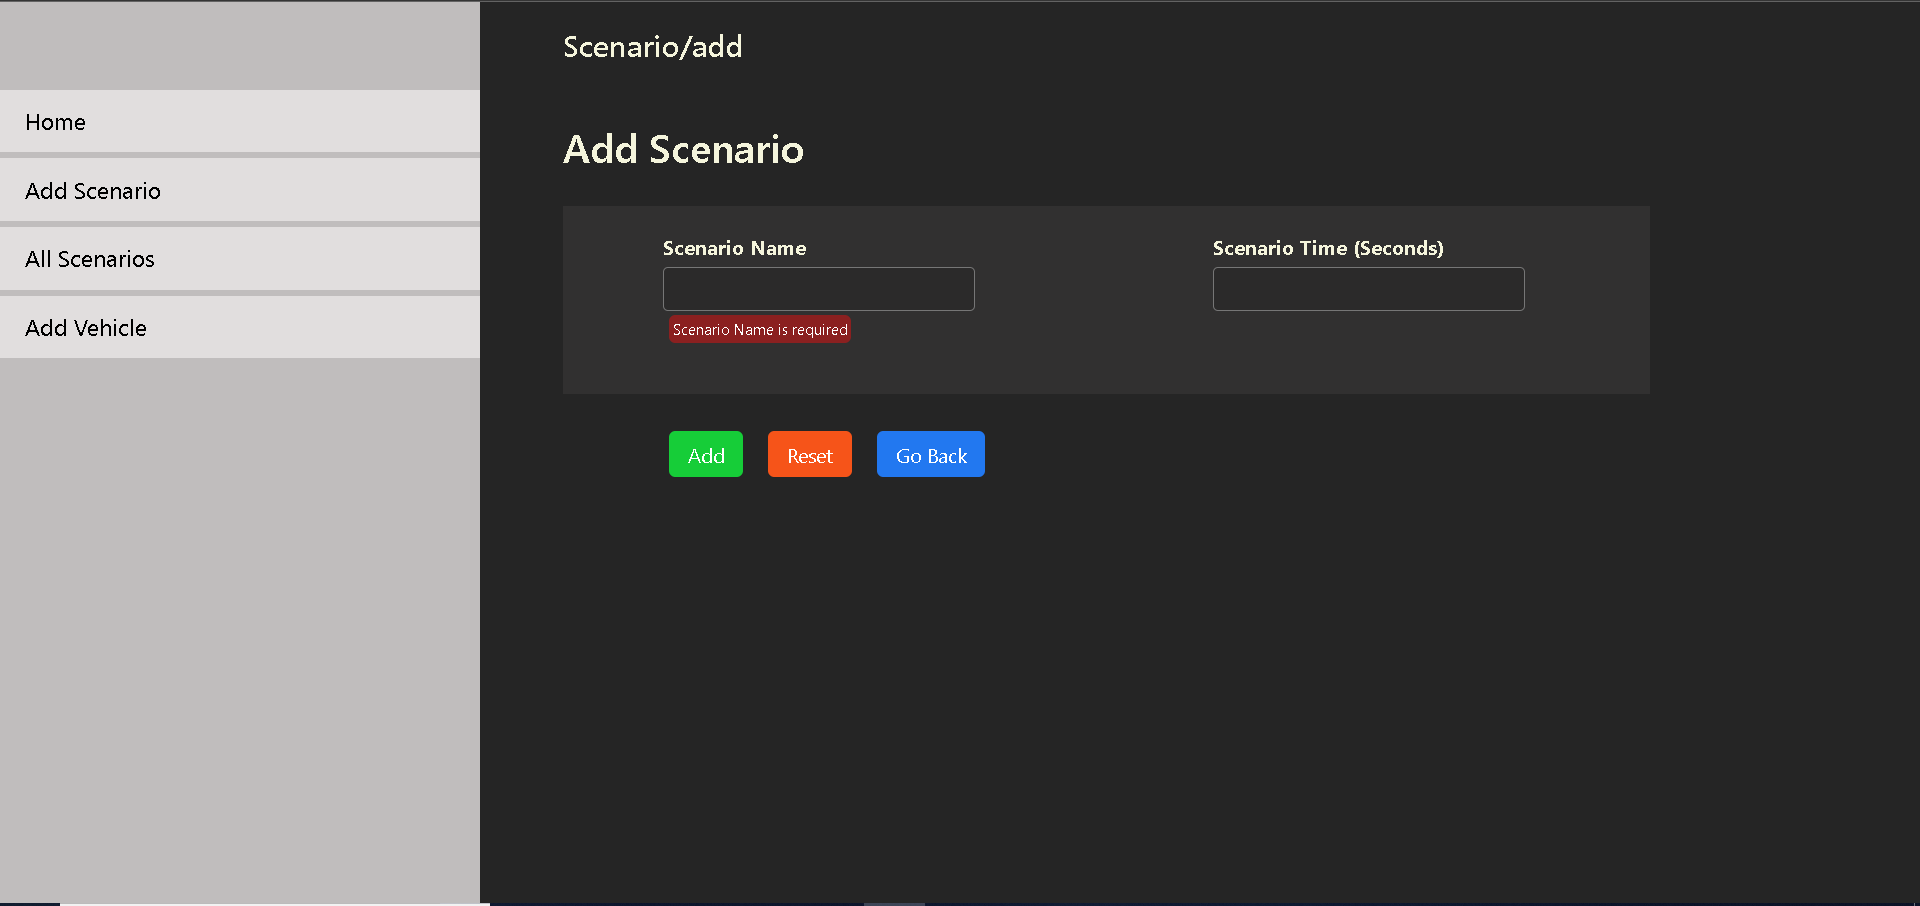 Home
Add Scenario
All Scenarios
Add Vehicle
Scenario/add
Add Scenario
Scenario Name
Scenario Name is required
Scenario Time (Seconds)
Add
Reset
Go Back